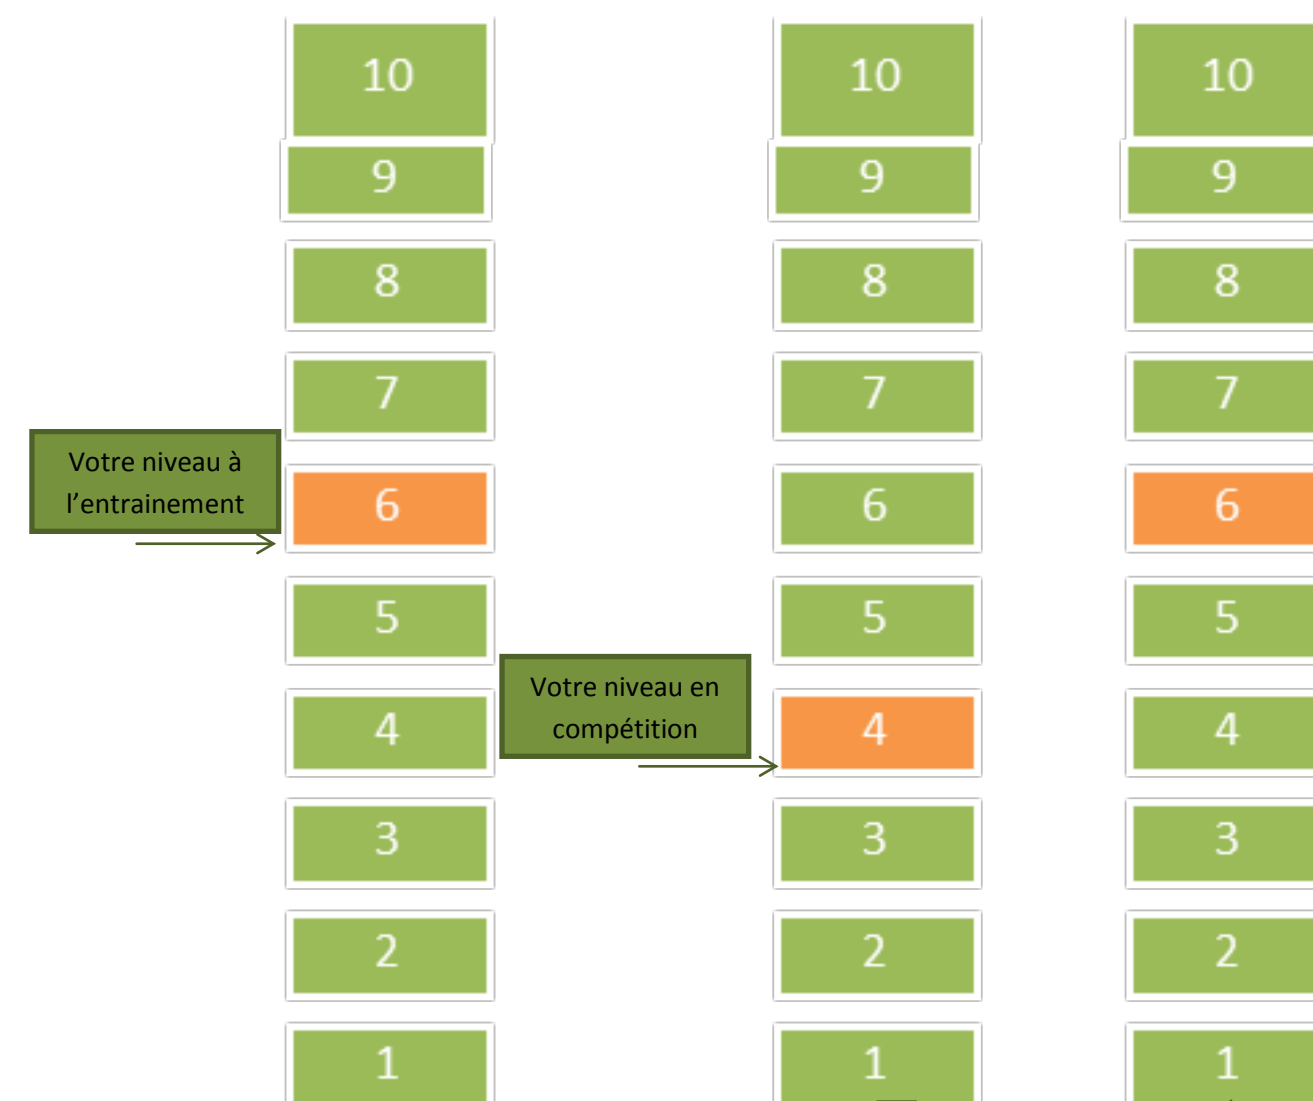 10 10 10
9 9 9
8 8 8
7 7 7
Votre niveau à
l’entrainement
6 6 6
5 5 5
Votre niveau en
compétition
4 4 4
3 3 3
2 2 2
1 1 1